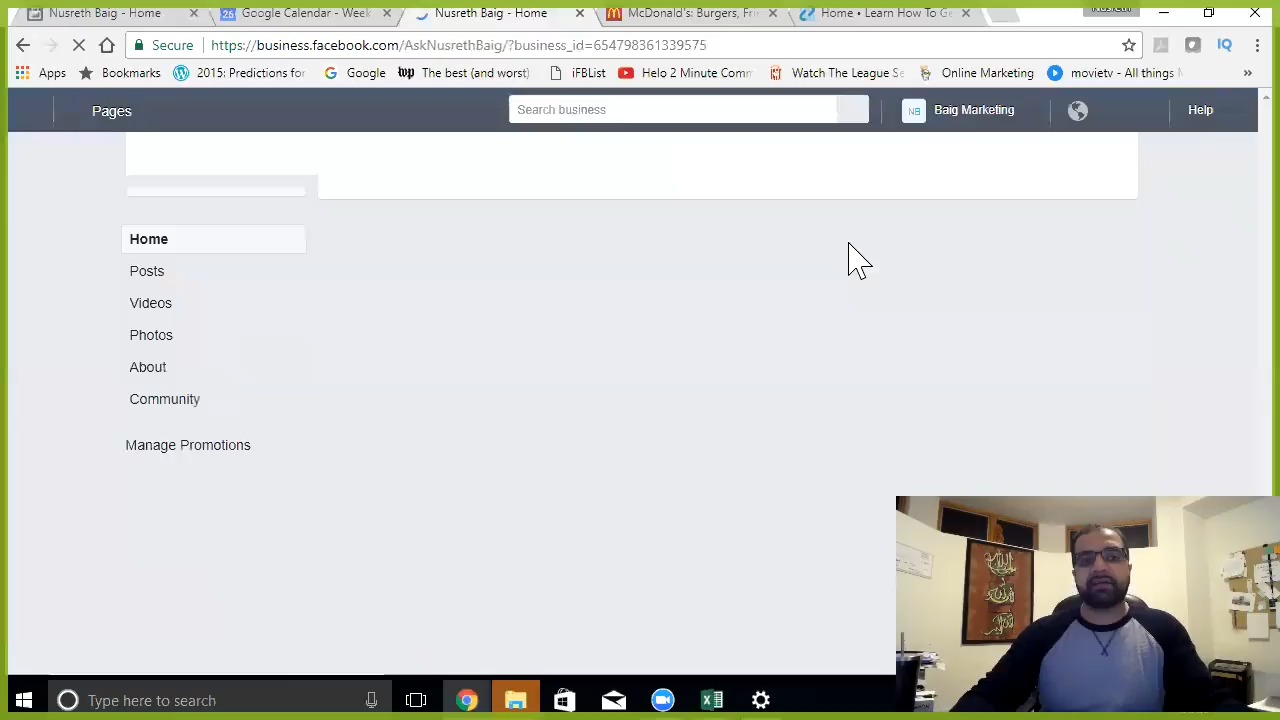 Nusreth Baig - Home
Google Calendar - Week
Nusreth Baig - Home
McDonald's: Burgers, Fri
Home • Learn How To Ge
Nusreth
Secure
https://business.facebook.com/AskNusrethBaig/?business_id=654798361339575
Apps
Bookmarks
2015: Predictions for
Google
wp
The best (and worst)
iFBList
Helo 2 Minute
Watch The League
Online Marketing
movietv - All things
»
Pages
Search business
NB
Baig Marketing
Help
Home
Posts
Videos
Photos
About
Community
Manage Promotions
Type here to search